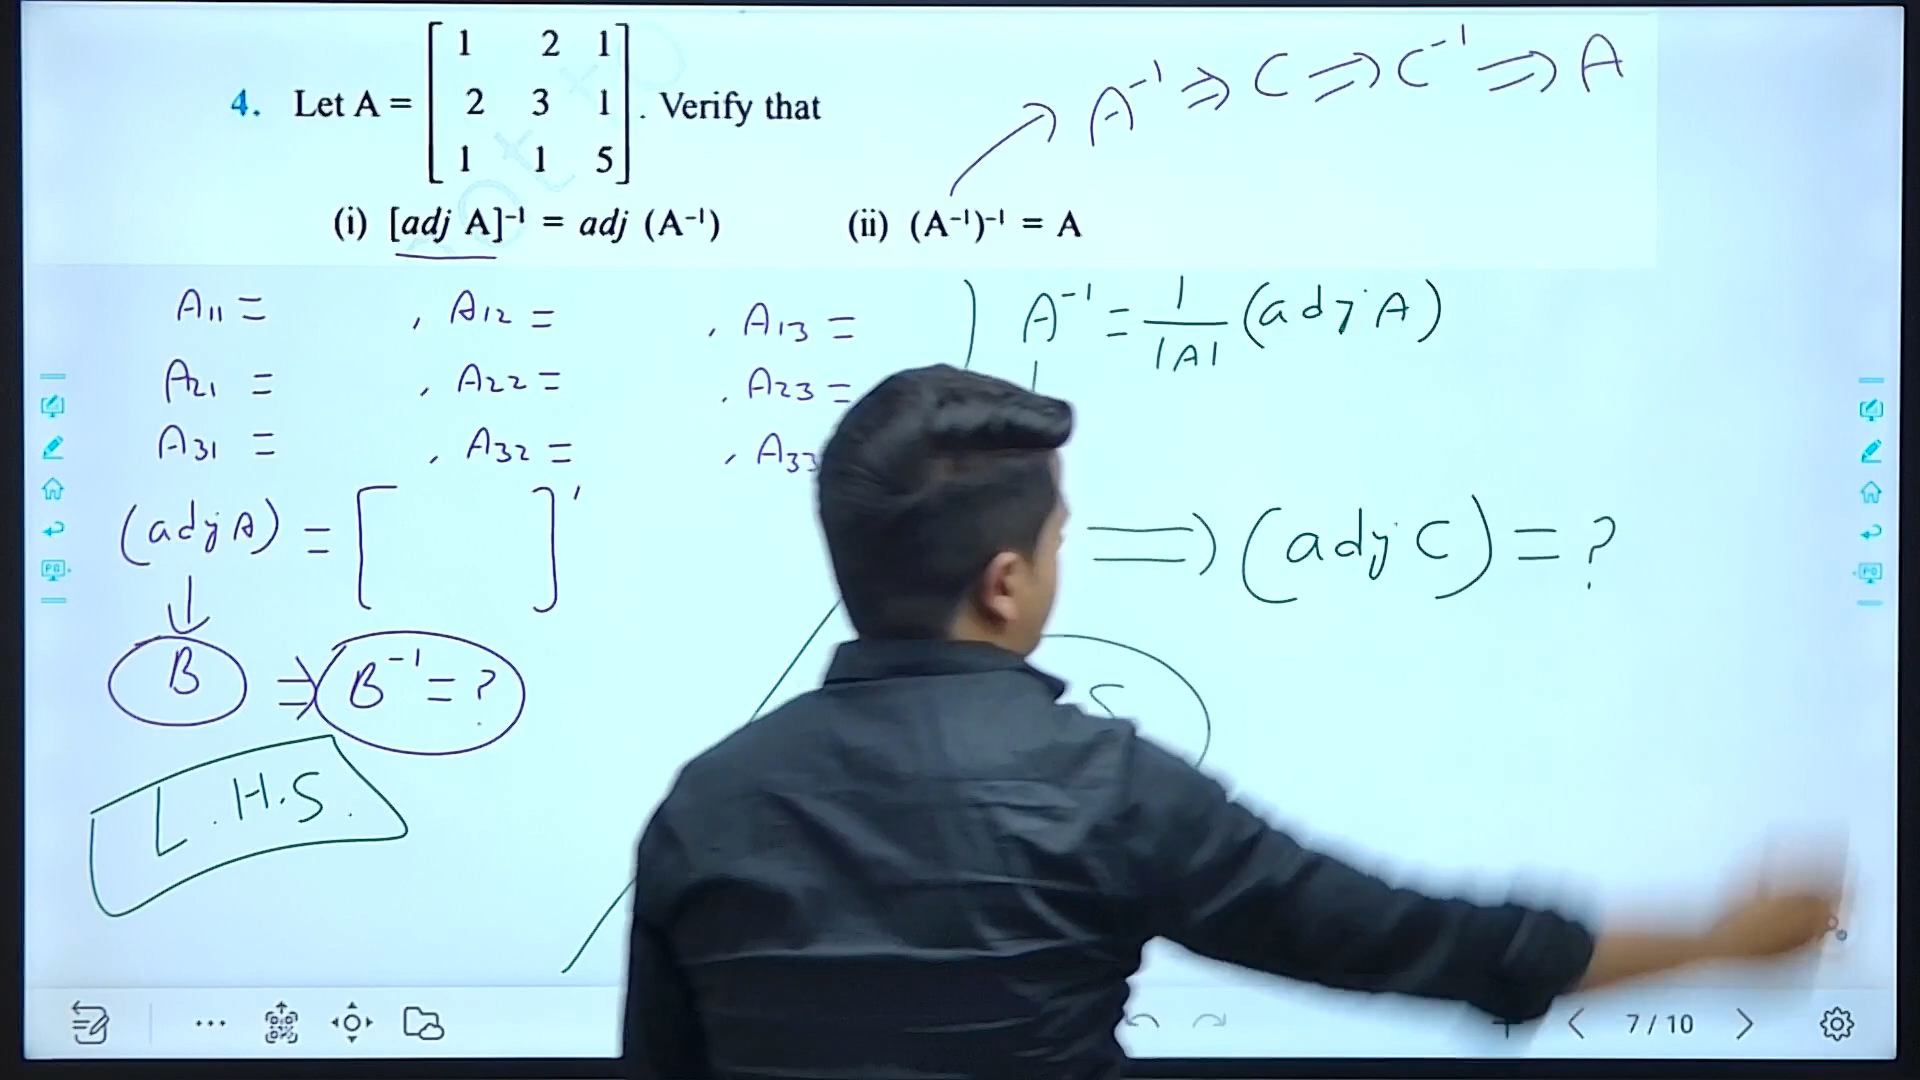 4. Let A = [ 1 2 1
2 3 1
1 1 5 ] . Verify that
(i) [adj A]⁻¹ = adj (A⁻¹) (ii) (A⁻¹)⁻¹ = A
A⁻¹ ⇒ C ⇒ C⁻¹ ⇒ A
A11 = , A12 = , A13 =
A21 = , A22 = , A23 =
A31 = , A32 = , A33
(adj A) = [ ]'
B ⇒ B⁻¹ = ?
L.H.S.
A⁻¹ = 1/|A| (adj A)
⇒ (adj C) = ?
S
7/10